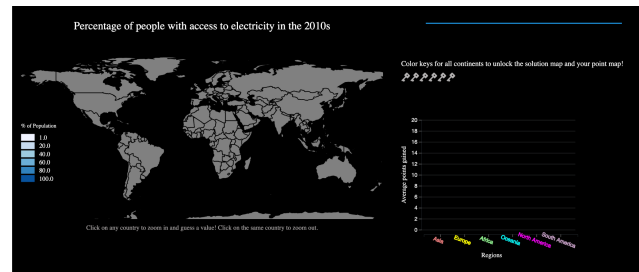 Percentage of people with access to electricity in the 2010s
Color keys for all continents to unlock the solution map and your point map!
% of Population
1.0
20.0
40.0
60.0
80.0
100.0
Click on any country to zoom in and guess a value! Click on the same country to zoom out.
Average points gained
20
18
16
14
12
10
8
6
4
2
0
Asia
Europe
Africa
Oceania
North America
South America
Regions